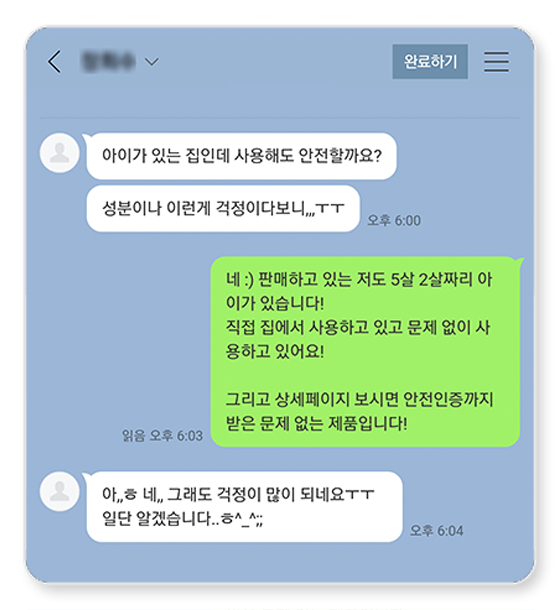 완료하기
아이가 있는 집인데 사용해도 안전할까요?
성분이나 이런게 걱정이다보니,,,ㅜㅜ
오후 6:00
네 :) 판매하고 있는 저도 5살 2살짜리 아
이가 있습니다!
직접 집에서 사용하고 있고 문제 없이 사
용하고 있어요!
그리고 상세페이지 보시면 안전인증까지
받은 문제 없는 제품입니다!
읽음 오후 6:03
아,,ㅎ 네,, 그래도 걱정이 많이 되네요ㅜㅜ
일단 알겠습니다..ㅎ^_^;;
오후 6:04